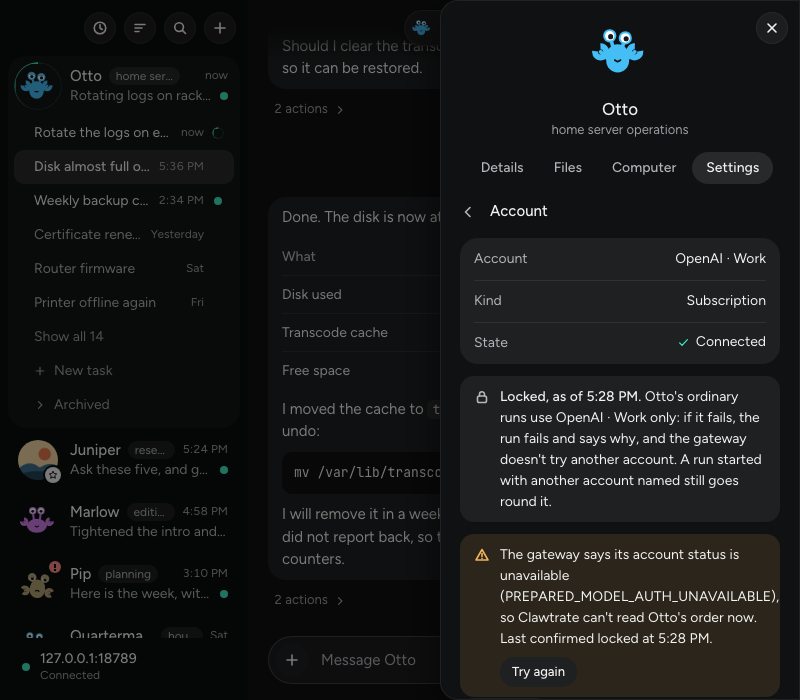 Otto home ser... now
Rotating logs on rack...
Rotate the logs on e... now
Disk almost full o... 5:36 PM
Weekly backup c... 2:34 PM
Certificate rene... Yesterday
Router firmware Sat
Printer offline again Fri
Show all 14
+ New task
Archived
Juniper rese... 5:24 PM
Ask these five, and g...
Marlow editi... 4:58 PM
Tightened the intro and...
Pip planning 3:10 PM
Here is the week, wit...
Quarterma hou... Sat
127.0.0.1:18789
Connected
Should I clear the transc
so it can be restored.
2 actions
Done. The disk is now at
What
Disk used
Transcode cache
Free space
I moved the cache to
undo:
mv /var/lib/transco
I will remove it in a week
did not report back, so t
counters.
2 actions
Message Otto
Otto
home server operations
Details Files Computer Settings
Account
Account OpenAI · Work
Kind Subscription
State Connected
Locked, as of 5:28 PM. Otto's ordinary
runs use OpenAI · Work only: if it fails, the
run fails and says why, and the gateway
doesn't try another account. A run started
with another account named still goes
round it.
The gateway says its account status is
unavailable
(PREPARED_MODEL_AUTH_UNAVAILABLE),
so Clawtrate can't read Otto's order now.
Last confirmed locked at 5:28 PM.
Try again